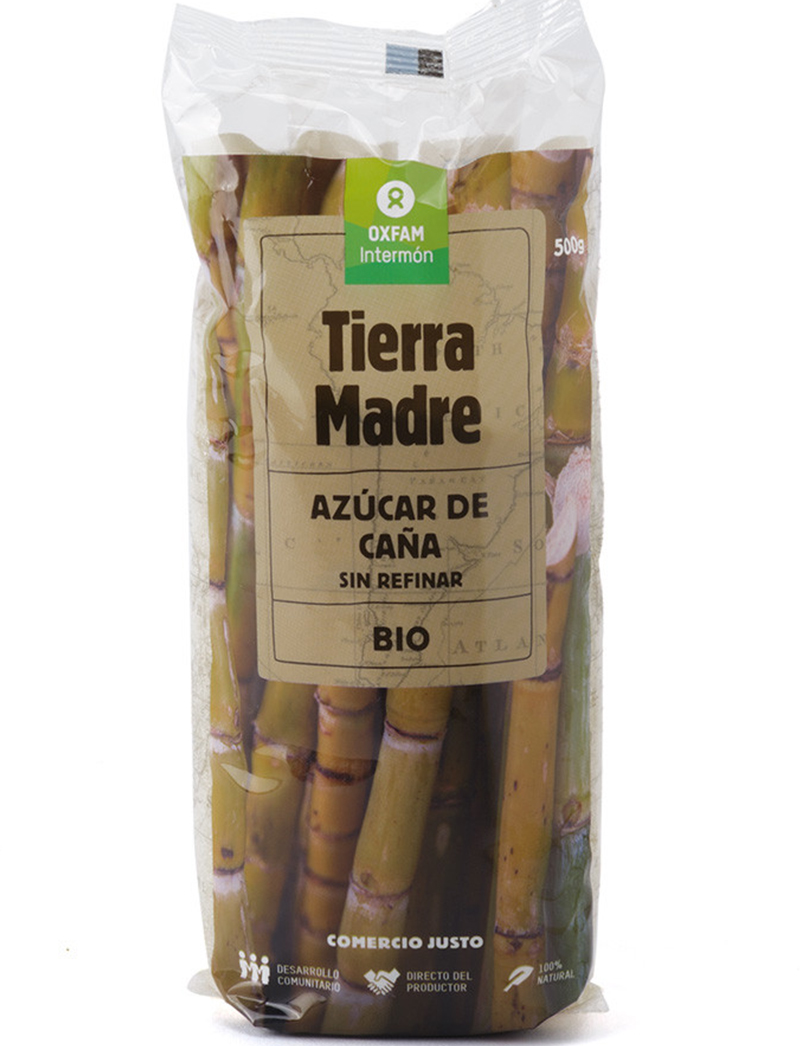 OXFAM
Intermón
500g
Tierra
Madre
AZÚCAR DE
CAÑA
SIN REFINAR
BIO
ATLAN
COMERCIO JUSTO
DESARROLLO
COMUNITARIO
DIRECTO DEL
PRODUCTOR
100%
NATURAL